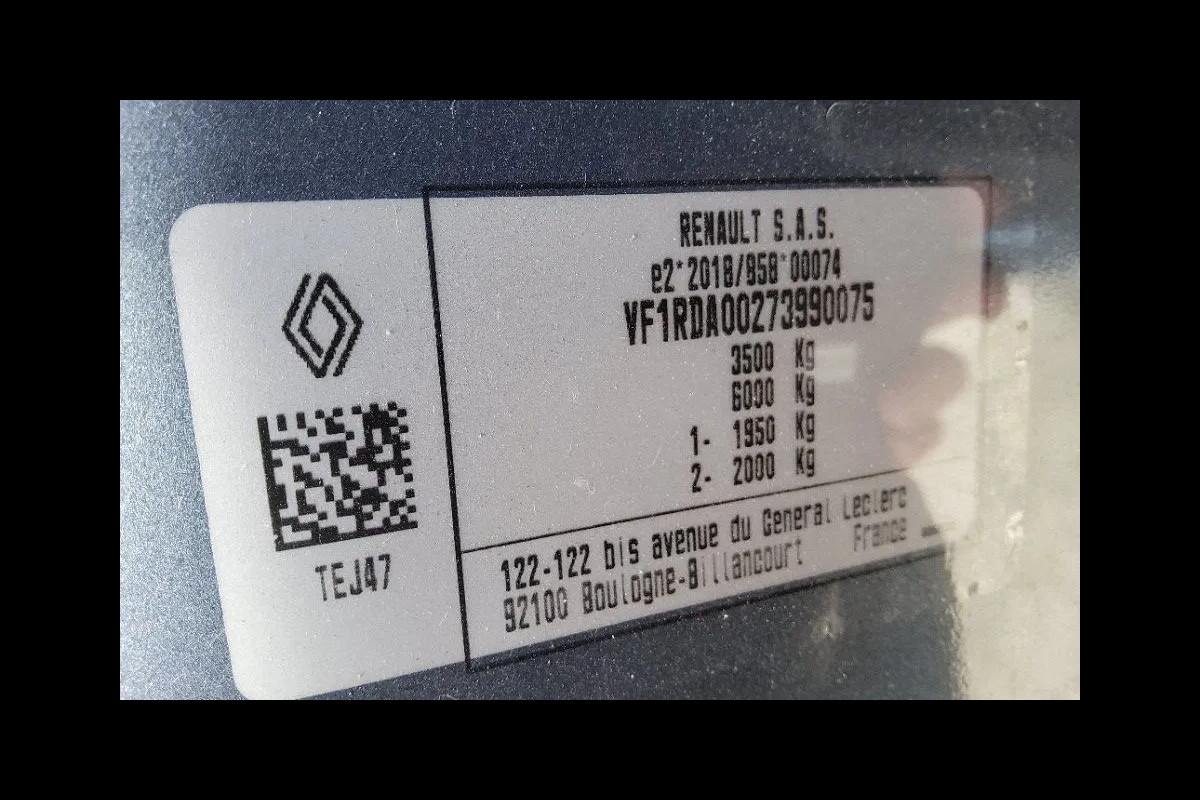 RENAULT S.A.S.
e2*2018/858*00074
VF1RDA00273990075
3500 Kg
6000 Kg
1- 1950 Kg
2- 2000 Kg
TEJ47
122-122 bis avenue du General Leclerc
92100 Boulogne-Billancourt France